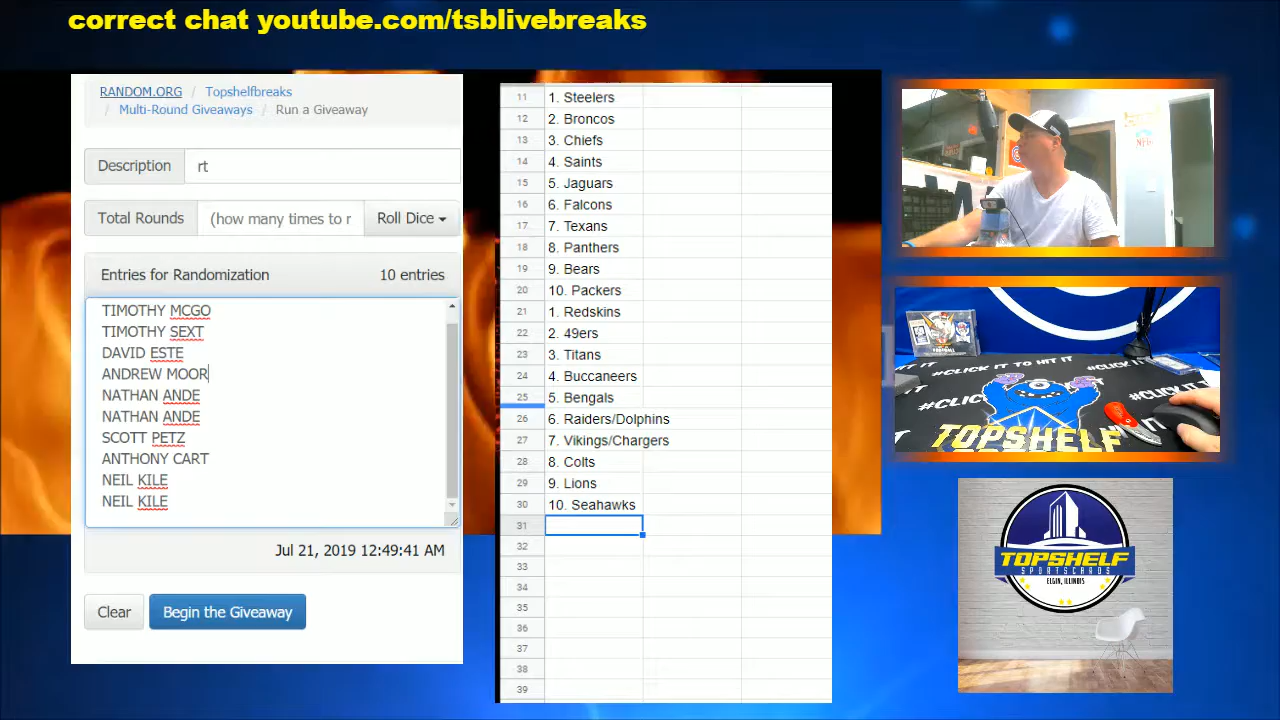 correct chat youtube.com/tsblivebreaks
RANDOM.ORG / Topshelfbreaks
/ Multi-Round Giveaways / Run a Giveaway
Description rt
Total Rounds (how many times to r Roll Dice
Entries for Randomization 10 entries
TIMOTHY MCGO
TIMOTHY SEXT
DAVID ESTE
ANDREW MOOR
NATHAN ANDE
NATHAN ANDE
SCOTT PETZ
ANTHONY CART
NEIL KILE
NEIL KILE
Jul 21, 2019 12:49:41 AM
Clear Begin the Giveaway
11 1. Steelers
12 2. Broncos
13 3. Chiefs
14 4. Saints
15 5. Jaguars
16 6. Falcons
17 7. Texans
18 8. Panthers
19 9. Bears
20 10. Packers
21 1. Redskins
22 2. 49ers
23 3. Titans
24 4. Buccaneers
25 5. Bengals
26 6. Raiders/Dolphins
27 7. Vikings/Chargers
28 8. Colts
29 9. Lions
30 10. Seahawks
31
32
33
34
35
36
37
38
39
#CLICK IT TO HIT IT
#CLICK
TOPSHELF
TOPSHELF
SPORTSCARDS
ELGIN, ILLINOIS